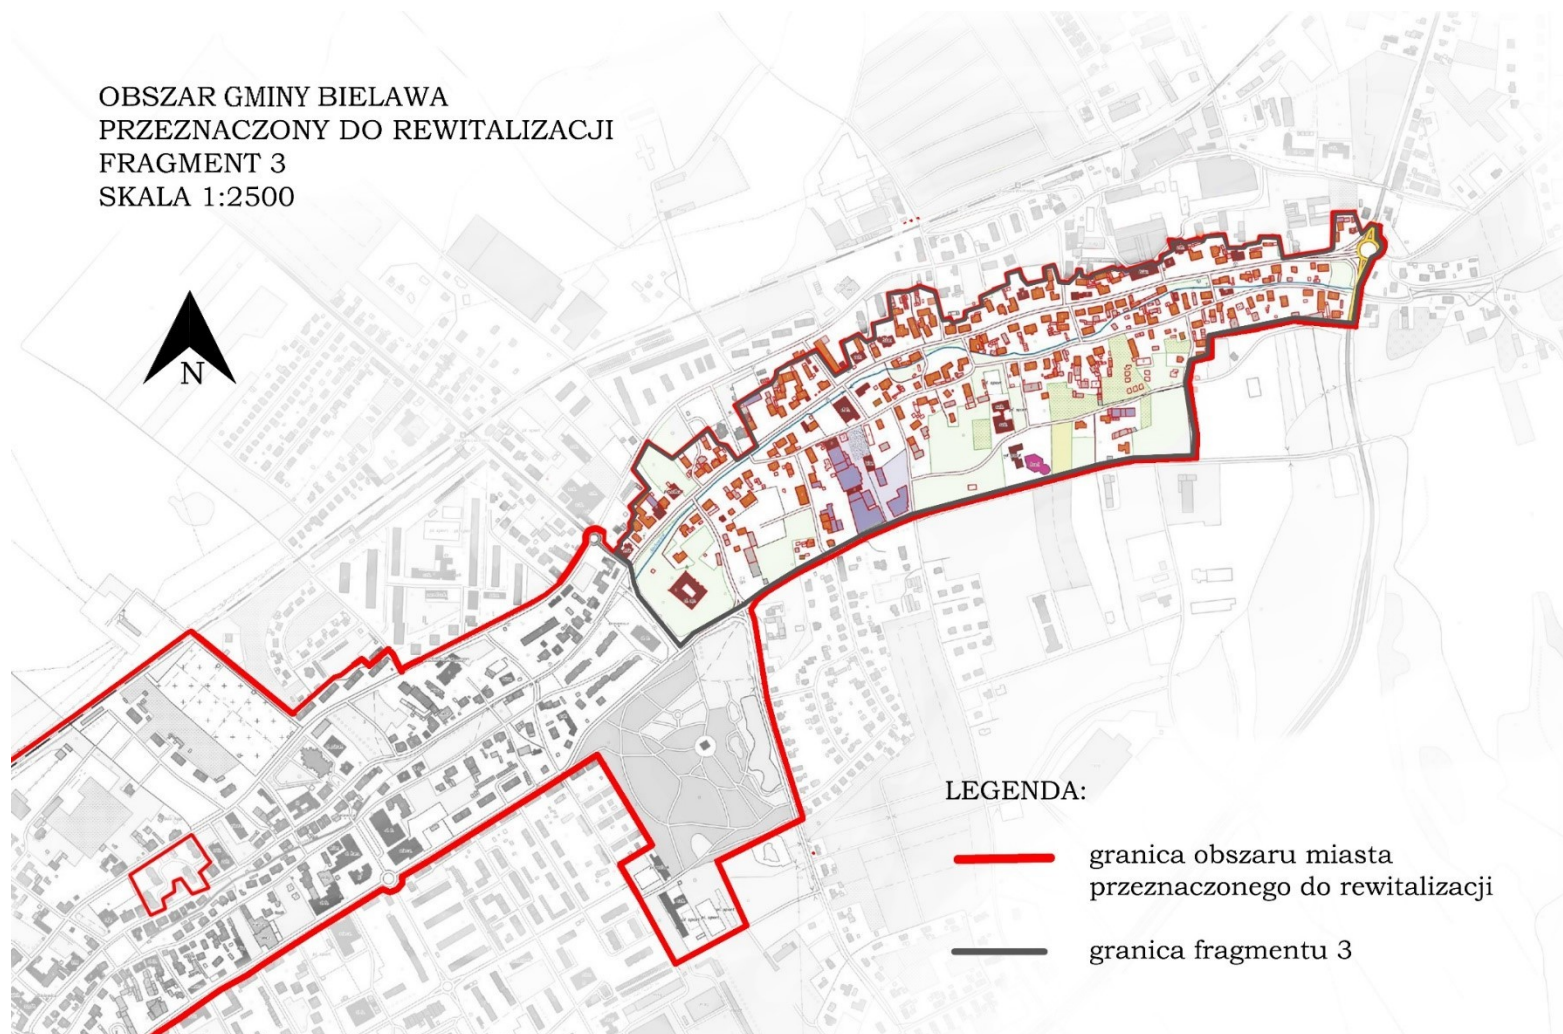 OBSZAR GMINY BIELAWA
PRZEZNACZONY DO REWITALIZACJI
FRAGMENT 3
SKALA 1:2500
N
LEGENDA:
granica obszaru miasta
przeznaczonego do rewitalizacji
granica fragmentu 3